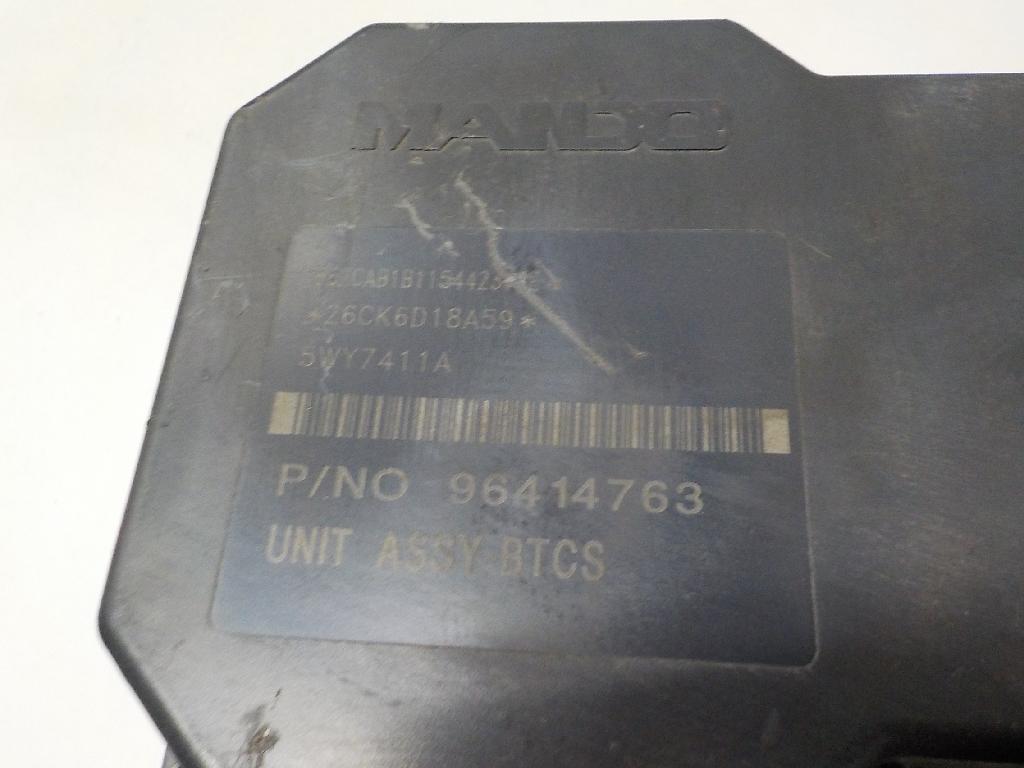 MANDO
*26CK6D18A59*
5WY7411A
P/NO 96414763
UNIT ASSY-BTCS